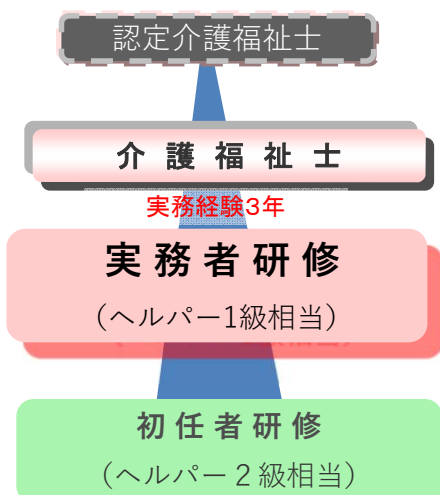 認定介護福祉士
介護福祉士
実務経験3年
実務者研修
（ヘルパー1級相当）
初任者研修
（ヘルパー２級相当）